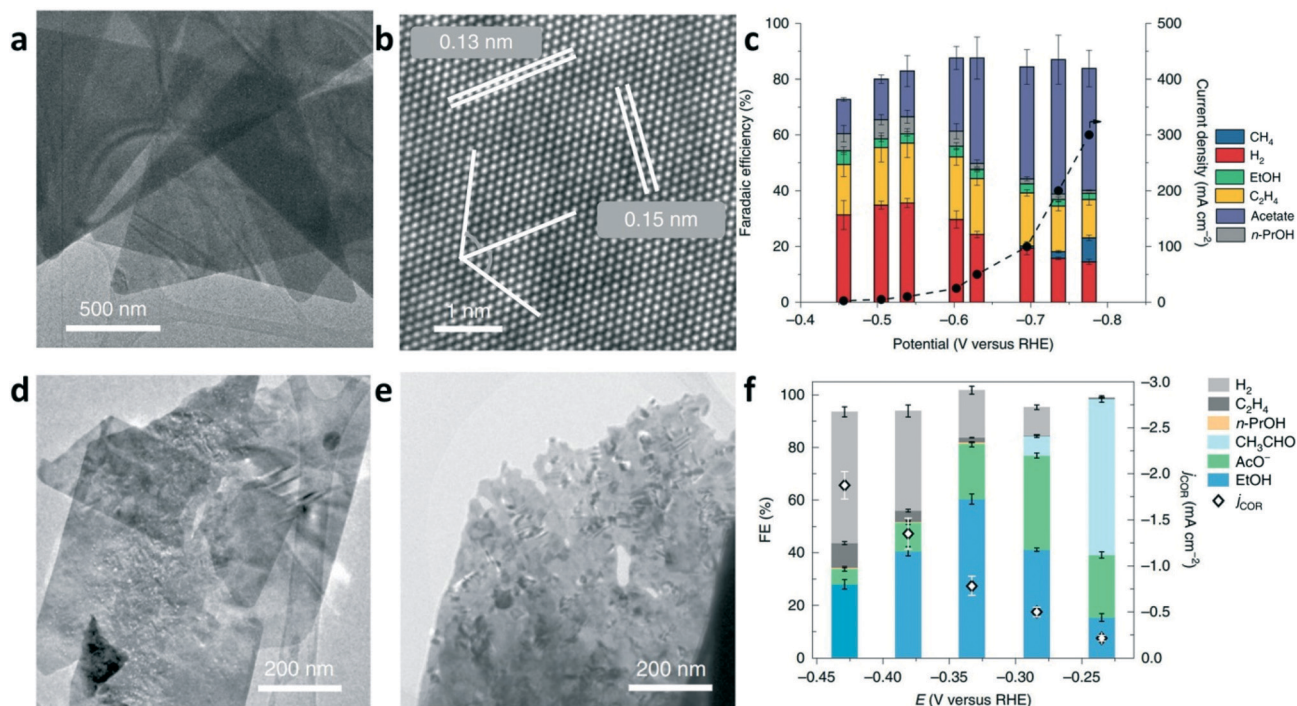 a
500 nm
b
0.13 nm
0.15 nm
1 nm
c
100
80
60
40
20
0
Faradaic efficiency (%)
500
400
300
200
100
0
Current density (mA cm⁻²)
−0.4 −0.5 −0.6 −0.7 −0.8
Potential (V versus RHE)
CH₄
H₂
EtOH
C₂H₄
Acetate
n-PrOH
d
200 nm
e
200 nm
f
100
80
60
40
20
0
FE (%)
−3.0
−2.5
−2.0
−1.5
−1.0
−0.5
0.0
jCOR (mA cm⁻²)
−0.45 −0.40 −0.35 −0.30 −0.25
E (V versus RHE)
H₂
C₂H₄
n-PrOH
CH₃CHO
AcO⁻
EtOH
jCOR